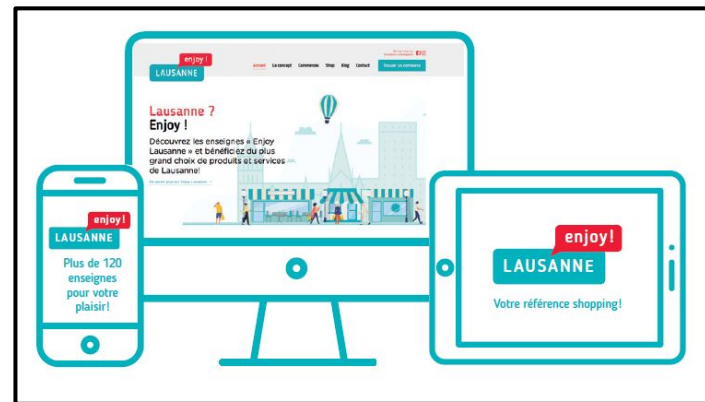 enjoy!
LAUSANNE
Accueil Le concept Commerces Shop Blog Contact
Trouver un commerce
Lausanne ?
Enjoy !
Découvrez les enseignes « Enjoy
Lausanne » et bénéficiez du plus
grand choix de produits et services
de Lausanne!
enjoy!
LAUSANNE
Plus de 120
enseignes
pour votre
plaisir!
enjoy!
LAUSANNE
Votre référence shopping!